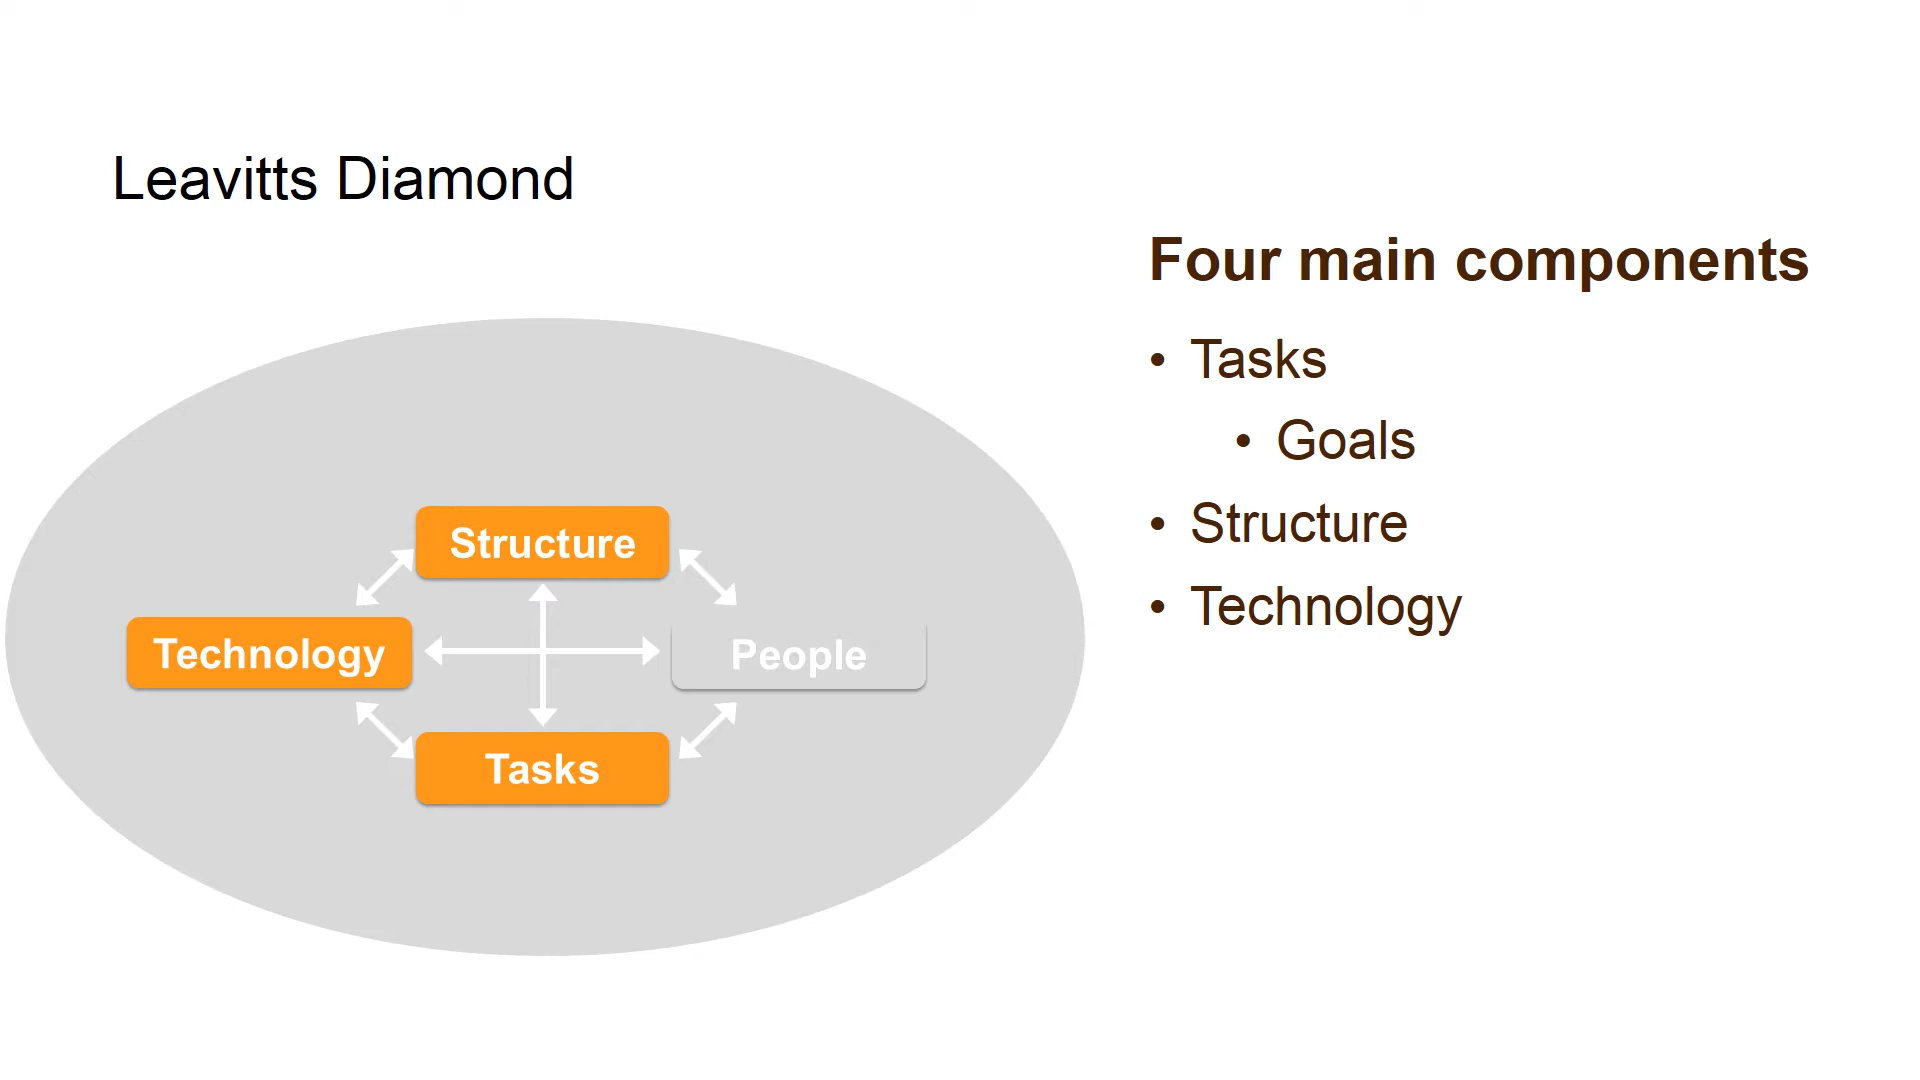 Leavitts Diamond
Four main components
• Tasks
• Goals
• Structure
• Technology
Structure
Technology
People
Tasks